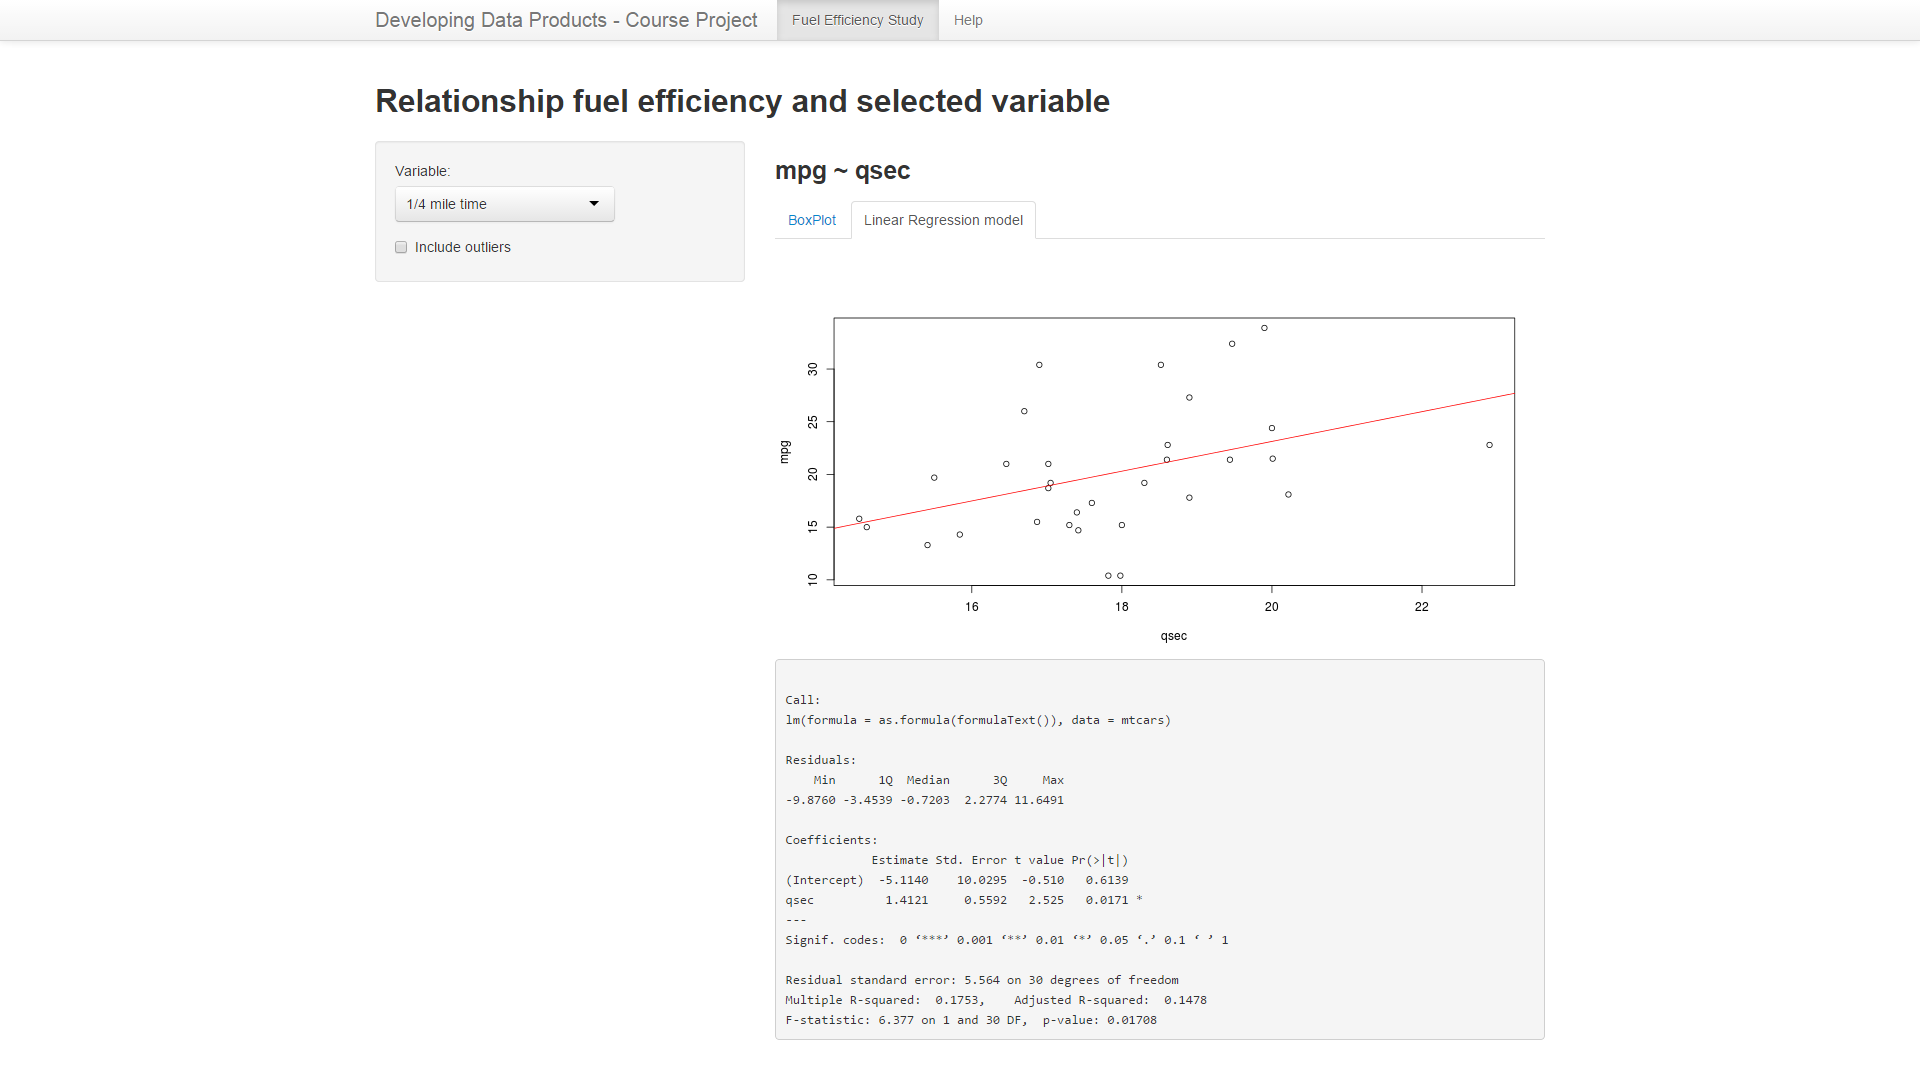 Developing Data Products - Course Project
Fuel Efficiency Study
Help
Relationship fuel efficiency and selected variable
Variable:
1/4 mile time
Include outliers
mpg ~ qsec
BoxPlot
Linear Regression model
30
25
20
15
10
mpg
16 18 20 22
qsec
Call:
lm(formula = as.formula(formulaText()), data = mtcars)
Residuals:
    Min      1Q  Median      3Q     Max
-9.8760 -3.4539 -0.7203  2.2774 11.6491
Coefficients:
            Estimate Std. Error t value Pr(>|t|)
(Intercept)  -5.1140    10.0295  -0.510   0.6139
qsec          1.4121     0.5592   2.525   0.0171 *
---
Signif. codes:  0 ‘***’ 0.001 ‘**’ 0.01 ‘*’ 0.05 ‘.’ 0.1 ‘ ’ 1
Residual standard error: 5.564 on 30 degrees of freedom
Multiple R-squared:  0.1753,    Adjusted R-squared:  0.1478
F-statistic: 6.377 on 1 and 30 DF,  p-value: 0.01708